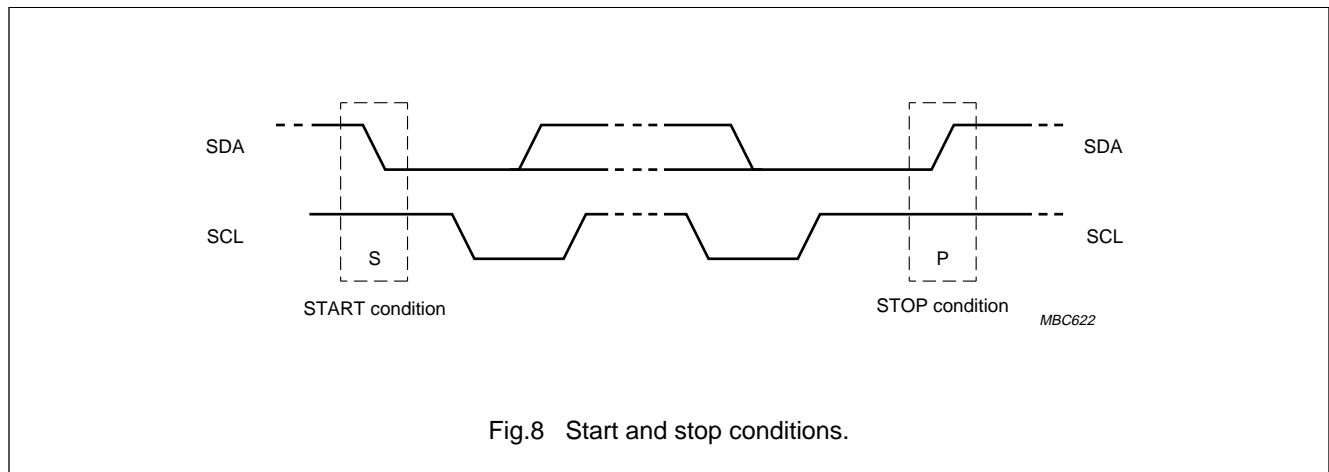 SDA
SDA
SCL
SCL
S
P
START condition
STOP condition
MBC622
Fig.8 Start and stop conditions.